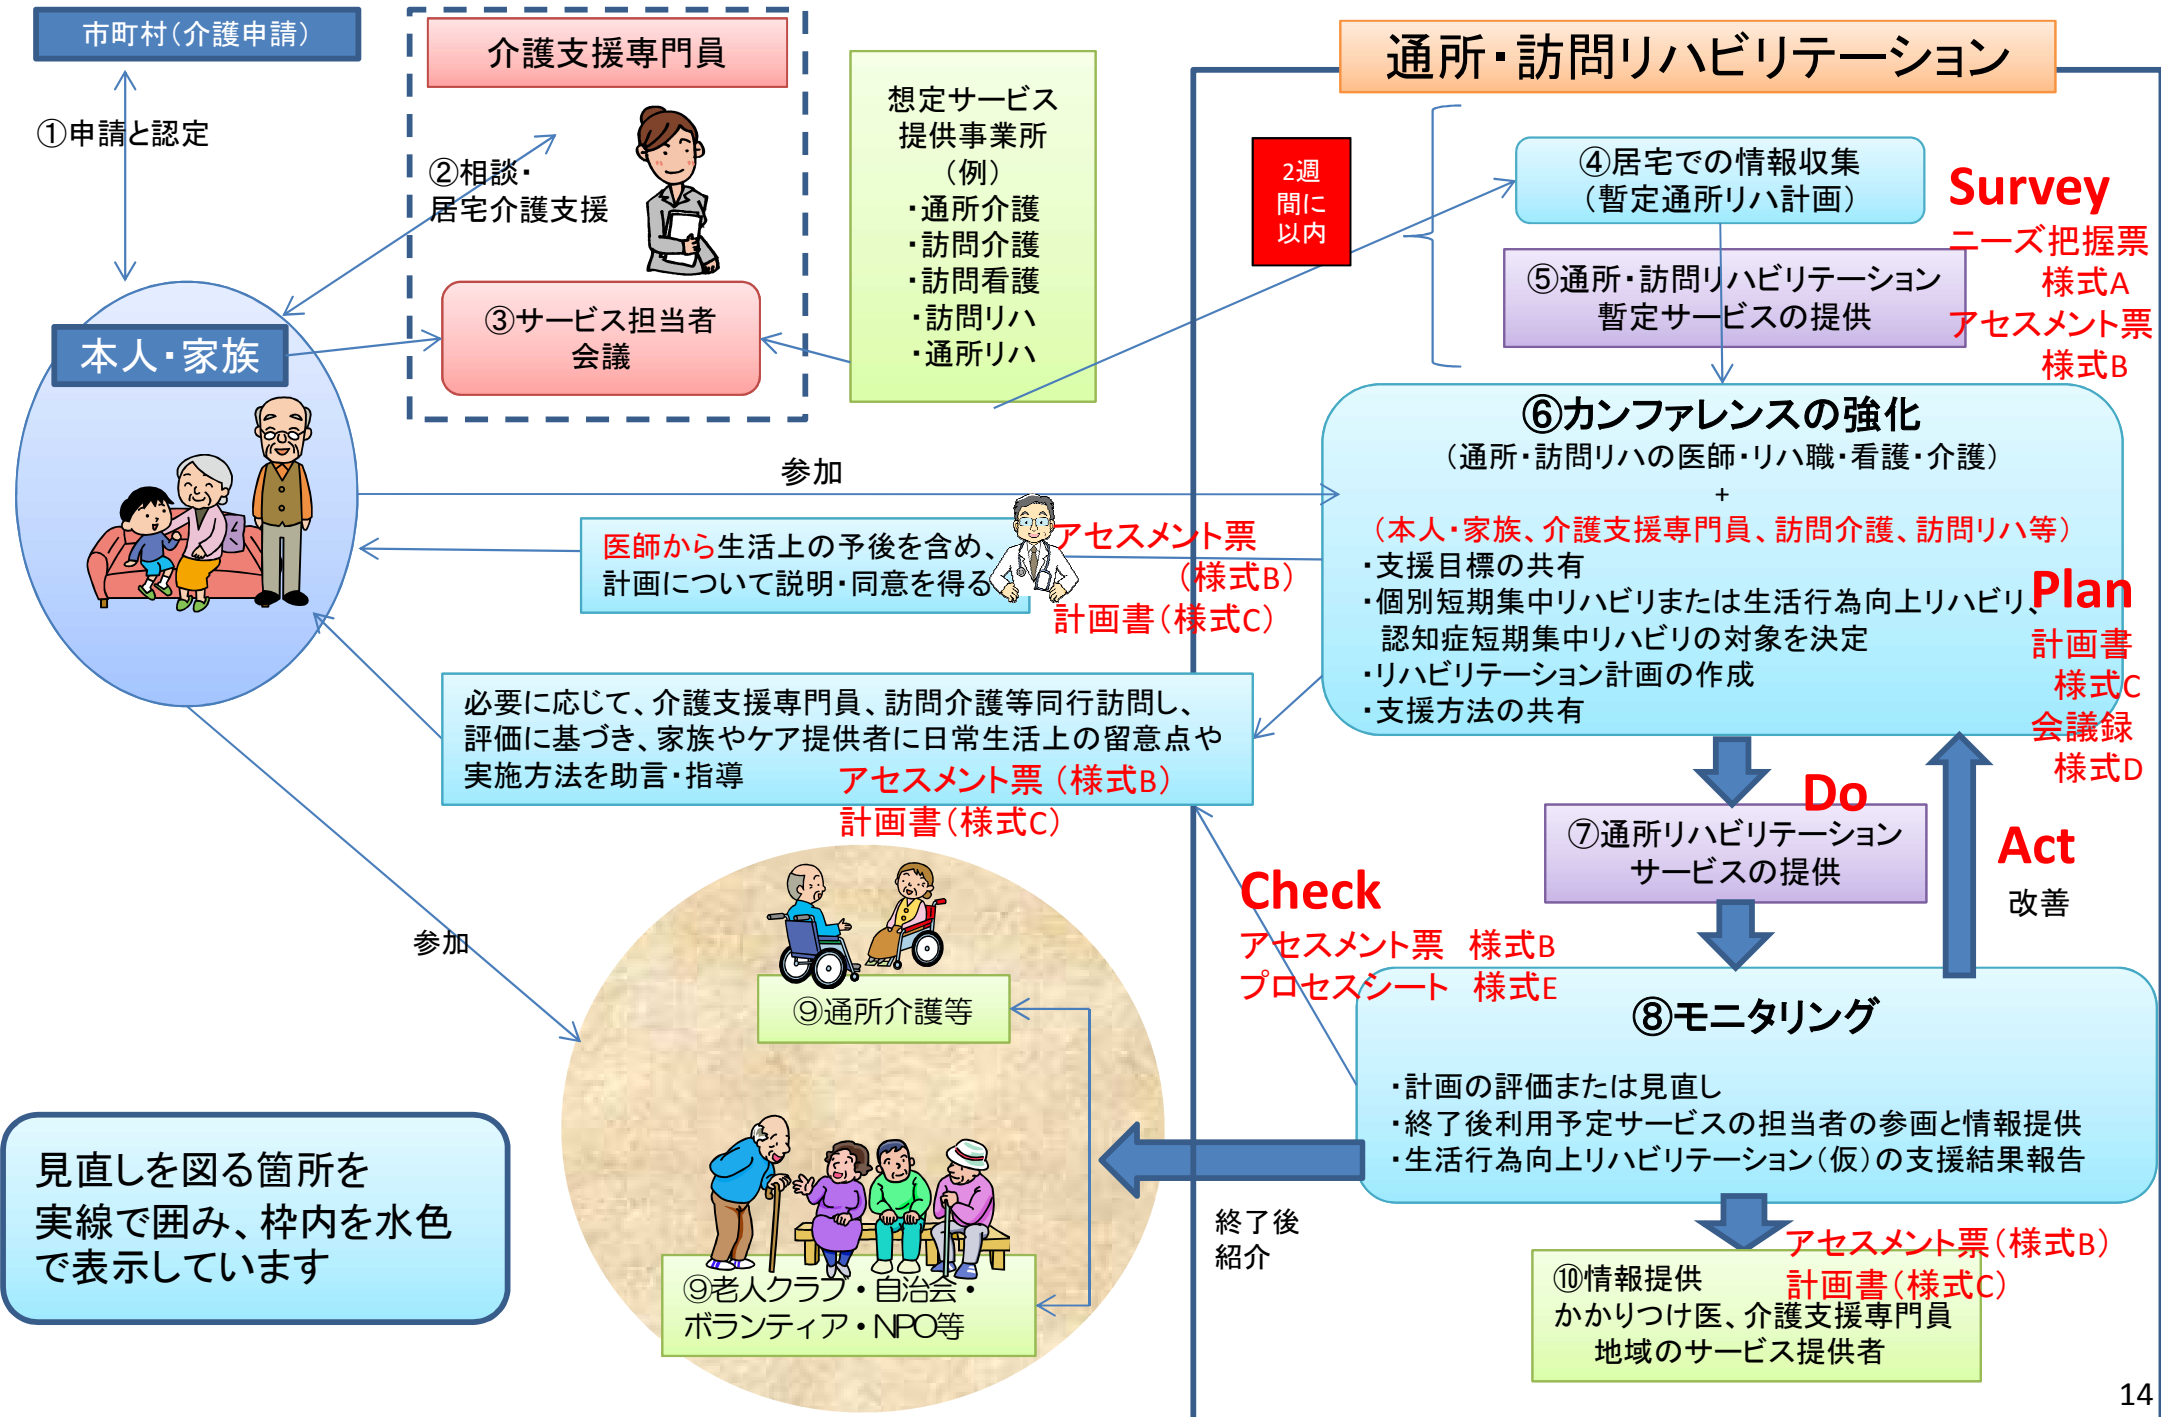 市町村（介護申請）
①申請と認定
本人・家族
介護支援専門員
②相談・
居宅介護支援
③サービス担当者
会議
想定サービス
提供事業所
（例）
・通所介護
・訪問介護
・訪問看護
・訪問リハ
・通所リハ
通所・訪問リハビリテーション
2週
間に
以内
④居宅での情報収集
（暫定通所リハ計画）
Survey
ニーズ把握票
様式A
アセスメント票
様式B
⑤通所・訪問リハビリテーション
暫定サービスの提供
⑥カンファレンスの強化
（通所・訪問リハの医師・リハ職・看護・介護）
+
（本人・家族、介護支援専門員、訪問介護、訪問リハ等）
・支援目標の共有
・個別短期集中リハビリまたは生活行為向上リハビリ、
認知症短期集中リハビリの対象を決定
・リハビリテーション計画の作成
・支援方法の共有
Plan
計画書
様式C
会議録
様式D
参加
医師から生活上の予後を含め、
計画について説明・同意を得る
アセスメント票
（様式B）
計画書（様式C）
必要に応じて、介護支援専門員、訪問介護等同行訪問し、
評価に基づき、家族やケア提供者に日常生活上の留意点や
実施方法を助言・指導
アセスメント票（様式B）
計画書（様式C）
Do
⑦通所リハビリテーション
サービスの提供
Act
改善
Check
アセスメント票　様式B
プロセスシート　様式E
⑧モニタリング
・計画の評価または見直し
・終了後利用予定サービスの担当者の参画と情報提供
・生活行為向上リハビリテーション（仮）の支援結果報告
参加
⑨通所介護等
⑨老人クラブ・自治会・
ボランティア・NPO等
終了後
紹介
アセスメント票（様式B）
計画書（様式C）
⑩情報提供
かかりつけ医、介護支援専門員
地域のサービス提供者
見直しを図る箇所を
実線で囲み、枠内を水色
で表示しています
14